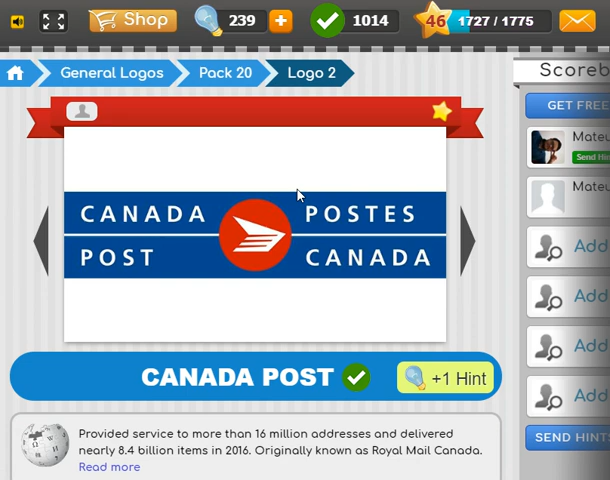 Shop 239 1014 46 1727 / 1775
General Logos Pack 20 Logo 2
Scoreb
GET FREE
Mateu
Send Hin
Mateu
Add
Add
Add
Add
SEND HINTS
CANADA POSTES
POST CANADA
CANADA POST +1 Hint
Provided service to more than 16 million addresses and delivered
nearly 8.4 billion items in 2016. Originally known as Royal Mail Canada.
Read more